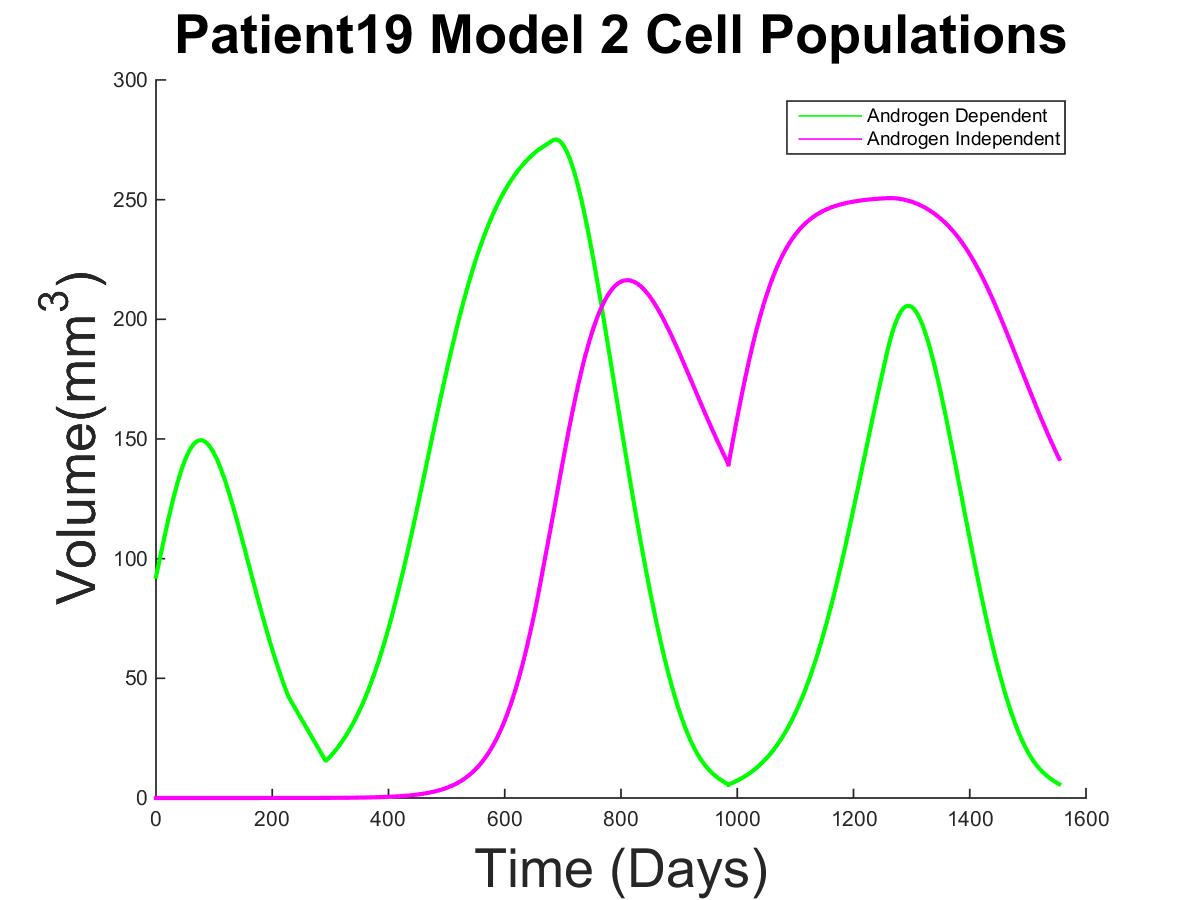 Patient19 Model 2 Cell Populations
300
250
200
150
100
50
0
Volume(mm³)
Androgen Dependent
Androgen Independent
0 200 400 600 800 1000 1200 1400 1600
Time (Days)